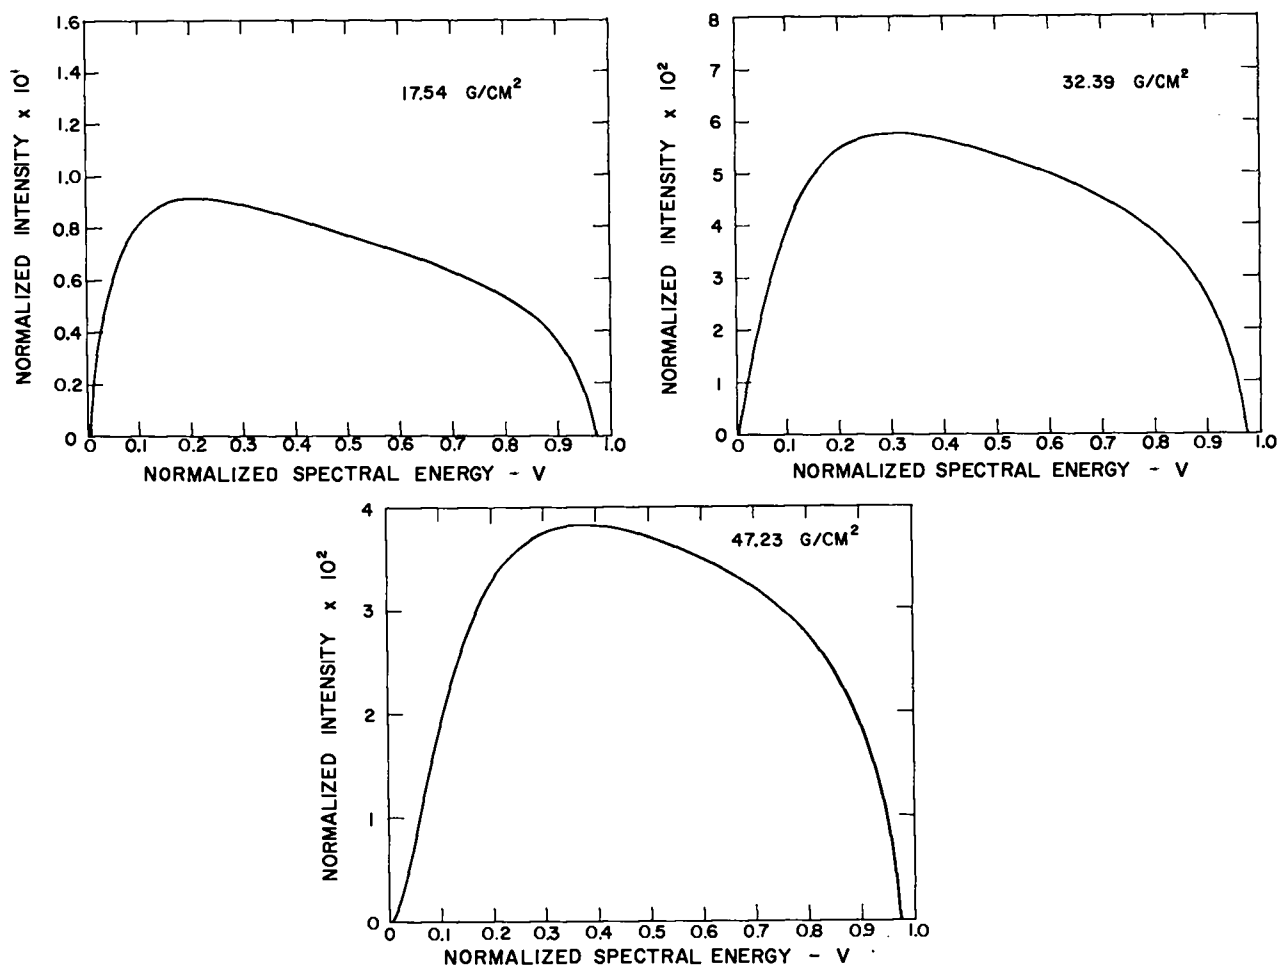 1.6
1.4
1.2
1.0
0.8
0.6
0.4
0.2
0
NORMALIZED INTENSITY x 10¹
17.54 G/CM²
0 0.1 0.2 0.3 0.4 0.5 0.6 0.7 0.8 0.9 1.0
NORMALIZED SPECTRAL ENERGY - V
8
7
6
5
4
3
2
1
0
NORMALIZED INTENSITY x 10²
32.39 G/CM²
0 0.1 0.2 0.3 0.4 0.5 0.6 0.7 0.8 0.9 1.0
NORMALIZED SPECTRAL ENERGY - V
4
3
2
1
0
NORMALIZED INTENSITY x 10²
47.23 G/CM²
0 0.1 0.2 0.3 0.4 0.5 0.6 0.7 0.8 0.9 1.0
NORMALIZED SPECTRAL ENERGY - V